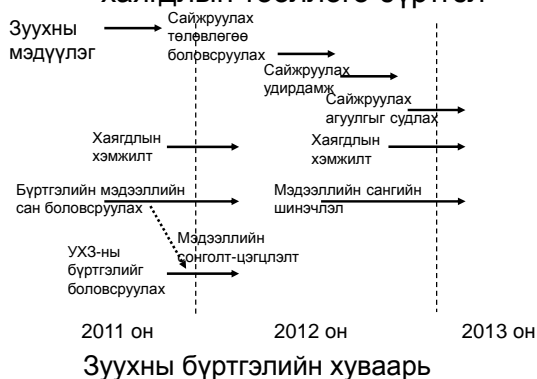 Зуухны
мэдүүлэг
Сайжруулах
төлөвлөгөө
боловсруулах
Сайжруулах
удирдамж
Сайжруулах
агуулгыг судлах
Хаягдлын
хэмжилт
Хаягдлын
хэмжилт
Бүртгэлийн мэдээллийн
сан боловсруулах
Мэдээллийн сангийн
шинэчлэл
Мэдээллийн
сонголт-цэгцлэлт
УХЗ-ны
бүртгэлийг
боловсруулах
2011 он
2012 он
2013 он
Зуухны бүртгэлийн хуваарь